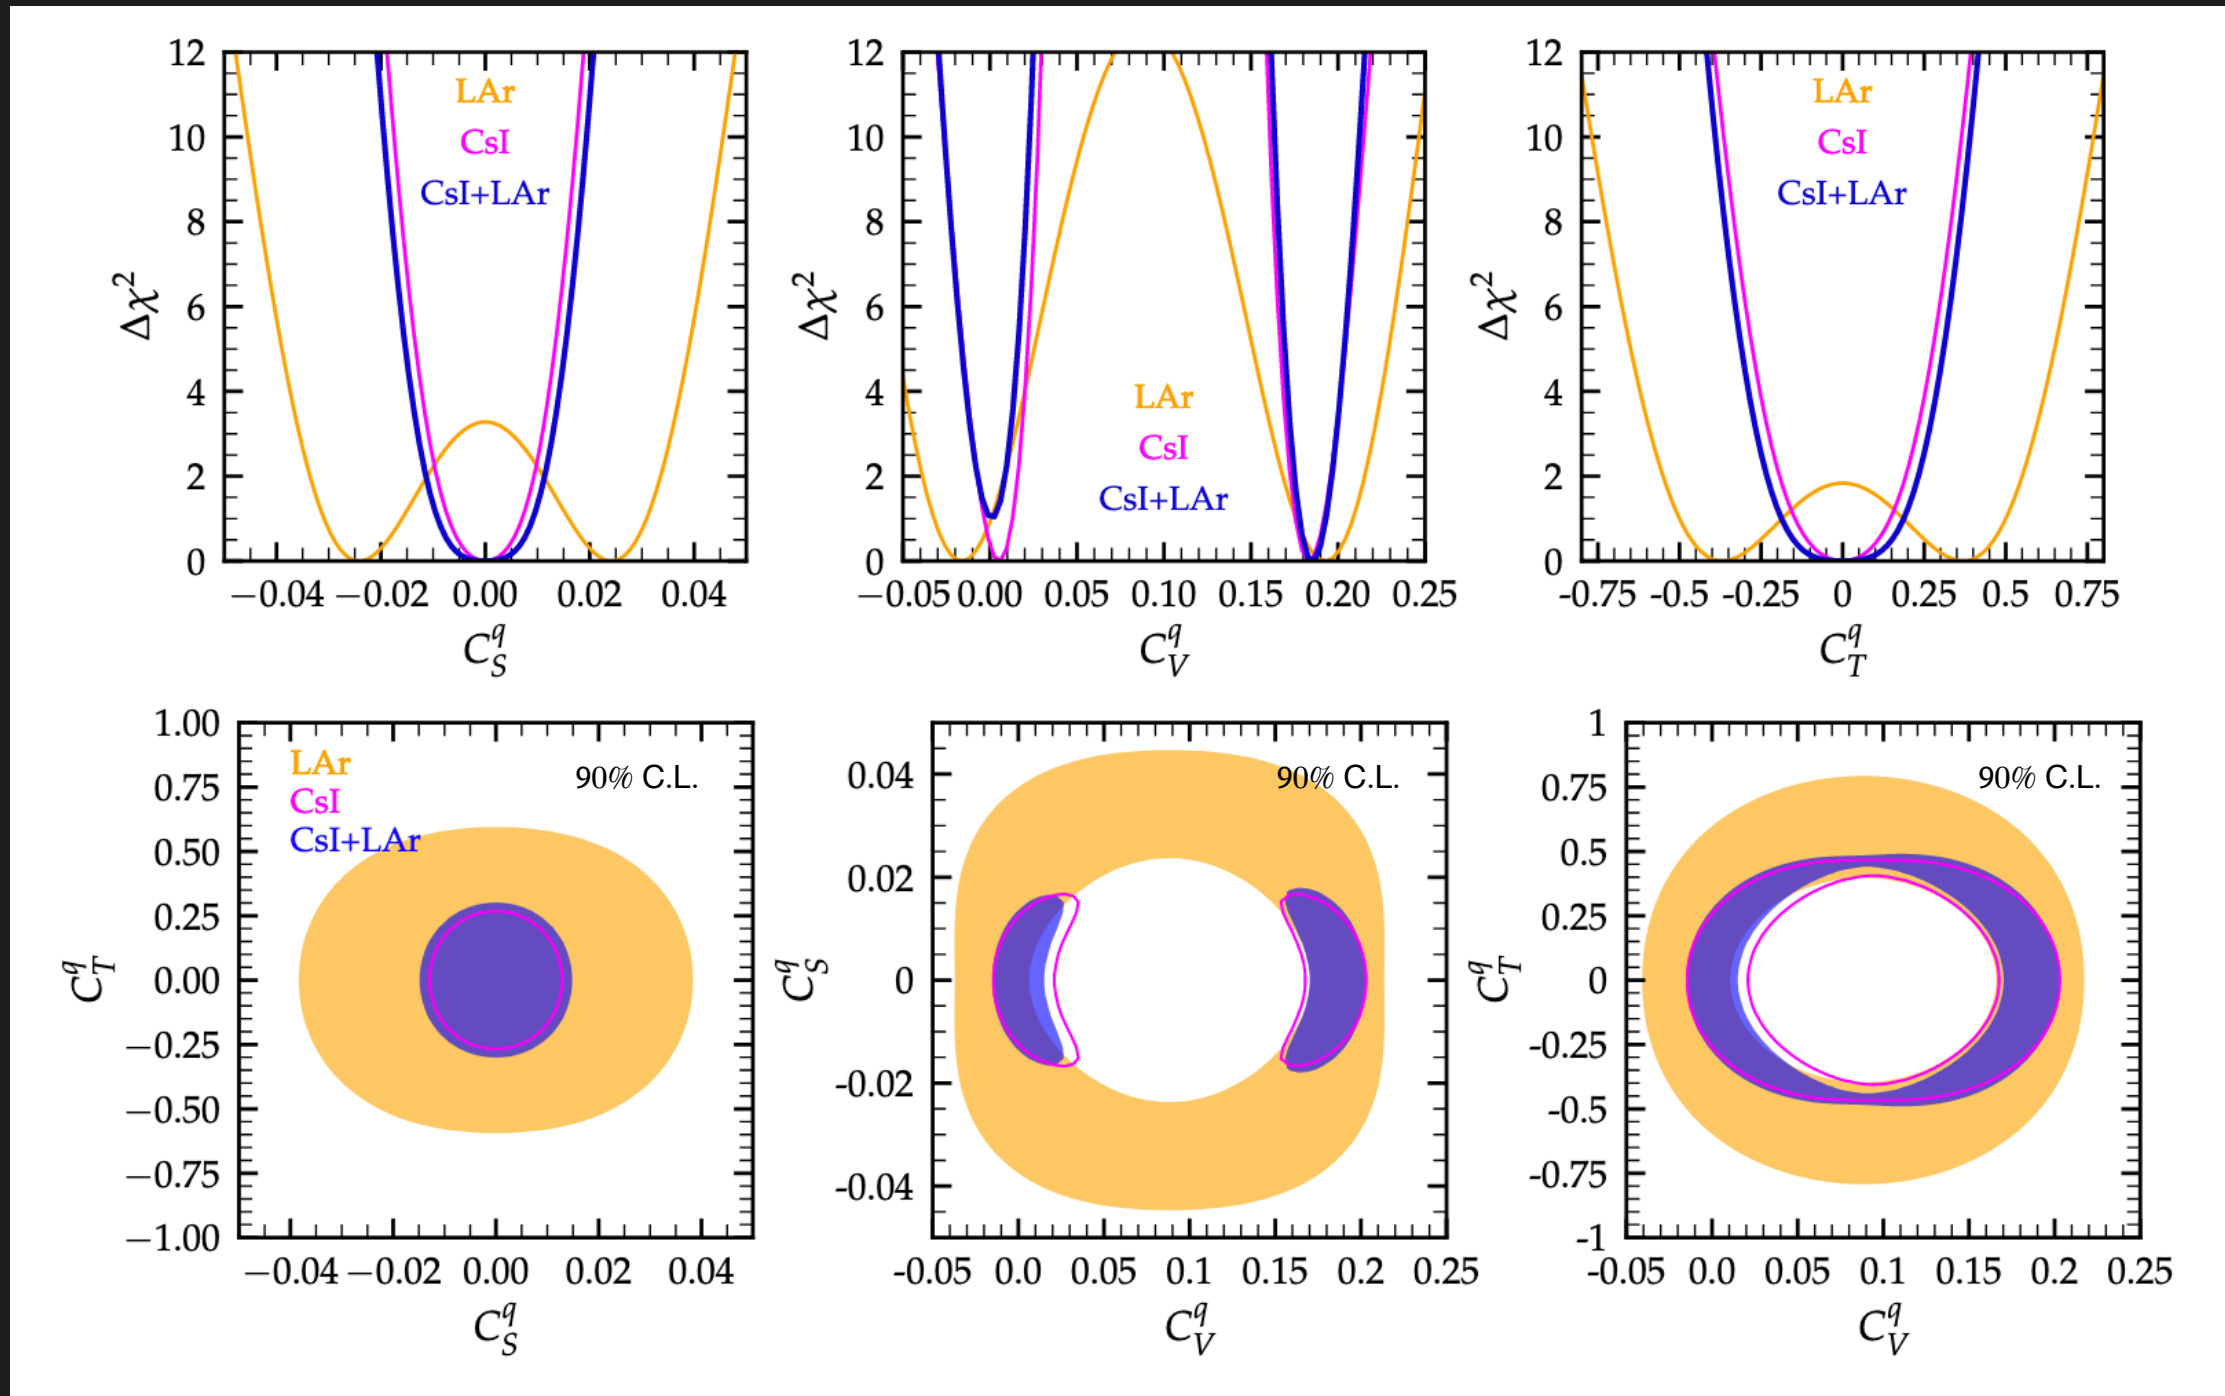 12
10
8
6
4
2
0
Δχ²
LAr
CsI
CsI+LAr
−0.04 −0.02 0.00 0.02 0.04
C_S^q
12
10
8
6
4
2
0
Δχ²
LAr
CsI
CsI+LAr
−0.05 0.00 0.05 0.10 0.15 0.20 0.25
C_V^q
12
10
8
6
4
2
0
Δχ²
LAr
CsI
CsI+LAr
-0.75 -0.5 -0.25 0 0.25 0.5 0.75
C_T^q
1.00
0.75
0.50
0.25
0.00
−0.25
−0.50
−0.75
−1.00
C_T^q
LAr
CsI
CsI+LAr
90% C.L.
−0.04 −0.02 0.00 0.02 0.04
C_S^q
0.04
0.02
0
-0.02
-0.04
C_S^q
90% C.L.
-0.05 0.0 0.05 0.1 0.15 0.2 0.25
C_V^q
1
0.75
0.5
0.25
0
-0.25
-0.5
-0.75
-1
C_T^q
90% C.L.
-0.05 0.0 0.05 0.1 0.15 0.2 0.25
C_V^q